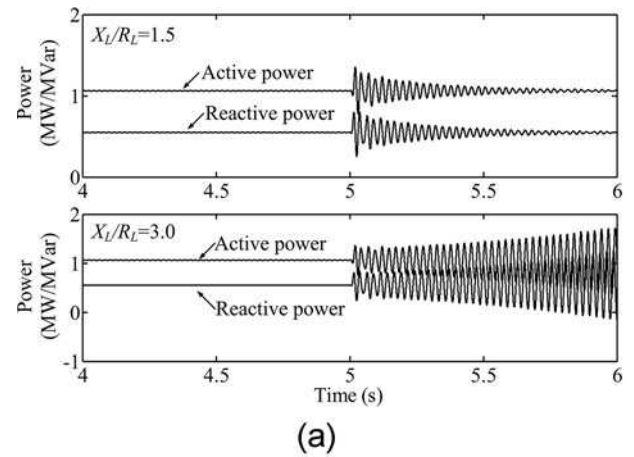 2
X_L/R_L=1.5
Active power
Power
(MW/MVar)
1
Reactive power
0
4
4.5
5
5.5
6
2
X_L/R_L=3.0
Active power
Power
(MW/MVar)
1
0
Reactive power
-1
4
4.5
5
5.5
6
Time (s)
(a)